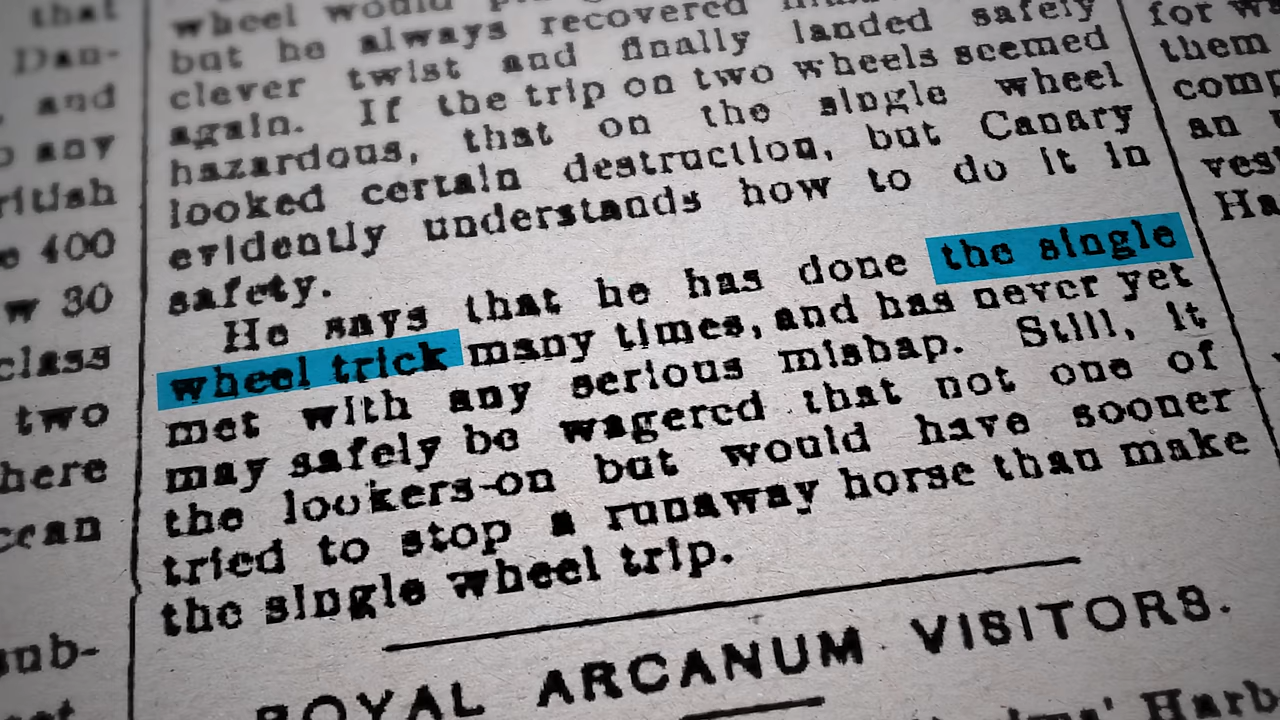 that
Dan-
and
any
ritish
400
w 30
class
two
here
cean
sub-
wheel would
but he always recovered
clever twist and finally landed safely
again. If the trip on two wheels seemed
hazardous, that on the single wheel
looked certain destruction, but Canary
evidently understands how to do it in
safety.
He says that he has done the single
wheel trick many times, and has never yet
met with any serious mishap. Still, it
may safely be wagered that not one of
the lookers-on but would have sooner
tried to stop a runaway horse than make
the single wheel trip.
ROYAL ARCANUM VISITORS.
Harb
for
them
comp
an
vest
Ha